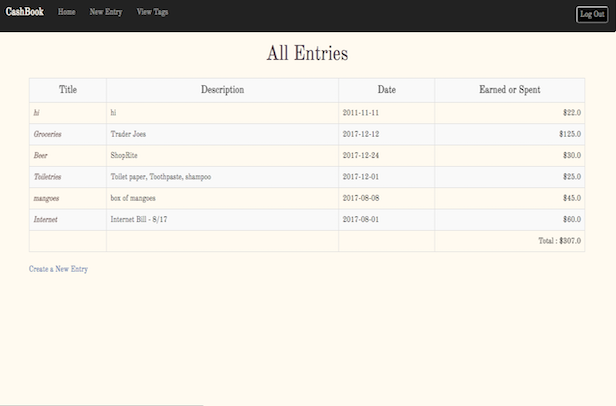 CashBook Home New Entry View Tags Log Out
All Entries
Title Description Date Earned or Spent
hi hi 2011-11-11 $22.0
Groceries Trader Joes 2017-12-12 $125.0
Beer ShopRite 2017-12-24 $30.0
Toiletries Toilet paper, Toothpaste, shampoo 2017-12-01 $25.0
mangoes box of mangoes 2017-08-08 $45.0
Internet Internet Bill - 8/17 2017-08-01 $60.0
Total : $307.0
Create a New Entry